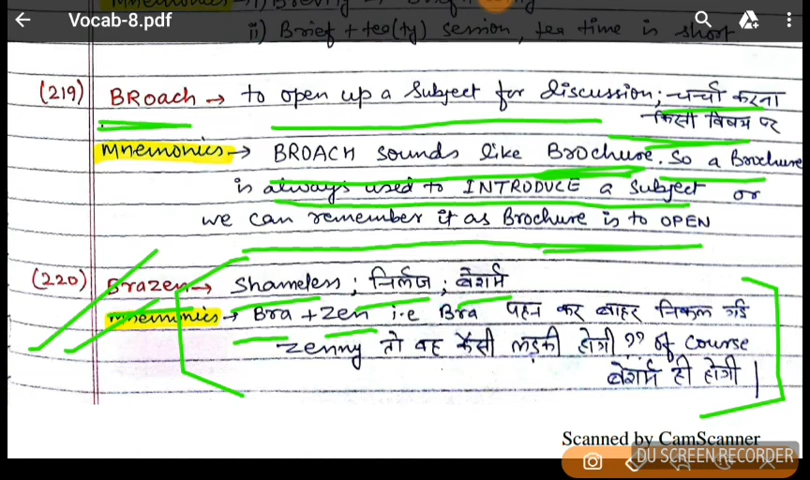 Vocab-8.pdf
ii) Brief + tea(ty) session, tea time is short
(219) BRoach → to open up a subject for discussion; चर्चा करना
किसी विषय पर
Mnemonics → BROACH sounds like Brochure. So a Brochure
is always used to INTRODUCE a subject or
we can remember it as Brochure is to OPEN
(220) Brazen → Shameless; निर्लज; बेशर्म
Mnemonics → Bra + Zen i.e Bra पहन कर बाहर निकल गई
Zenny तो वह कैसी लड़की होगी ?? of course
बेशर्म ही होगी |
Scanned by CamScanner
DU SCREEN RECORDER